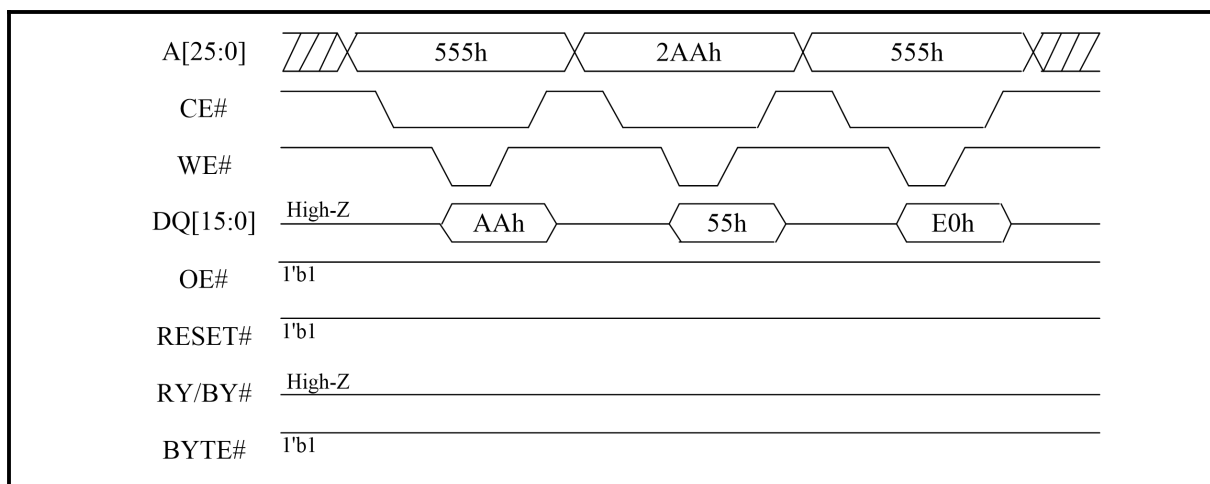 A[25:0] 555h 2AAh 555h
CE#
WE#
DQ[15:0] High-Z AAh 55h E0h
OE# 1'b1
RESET# 1'b1
RY/BY# High-Z
BYTE# 1'b1